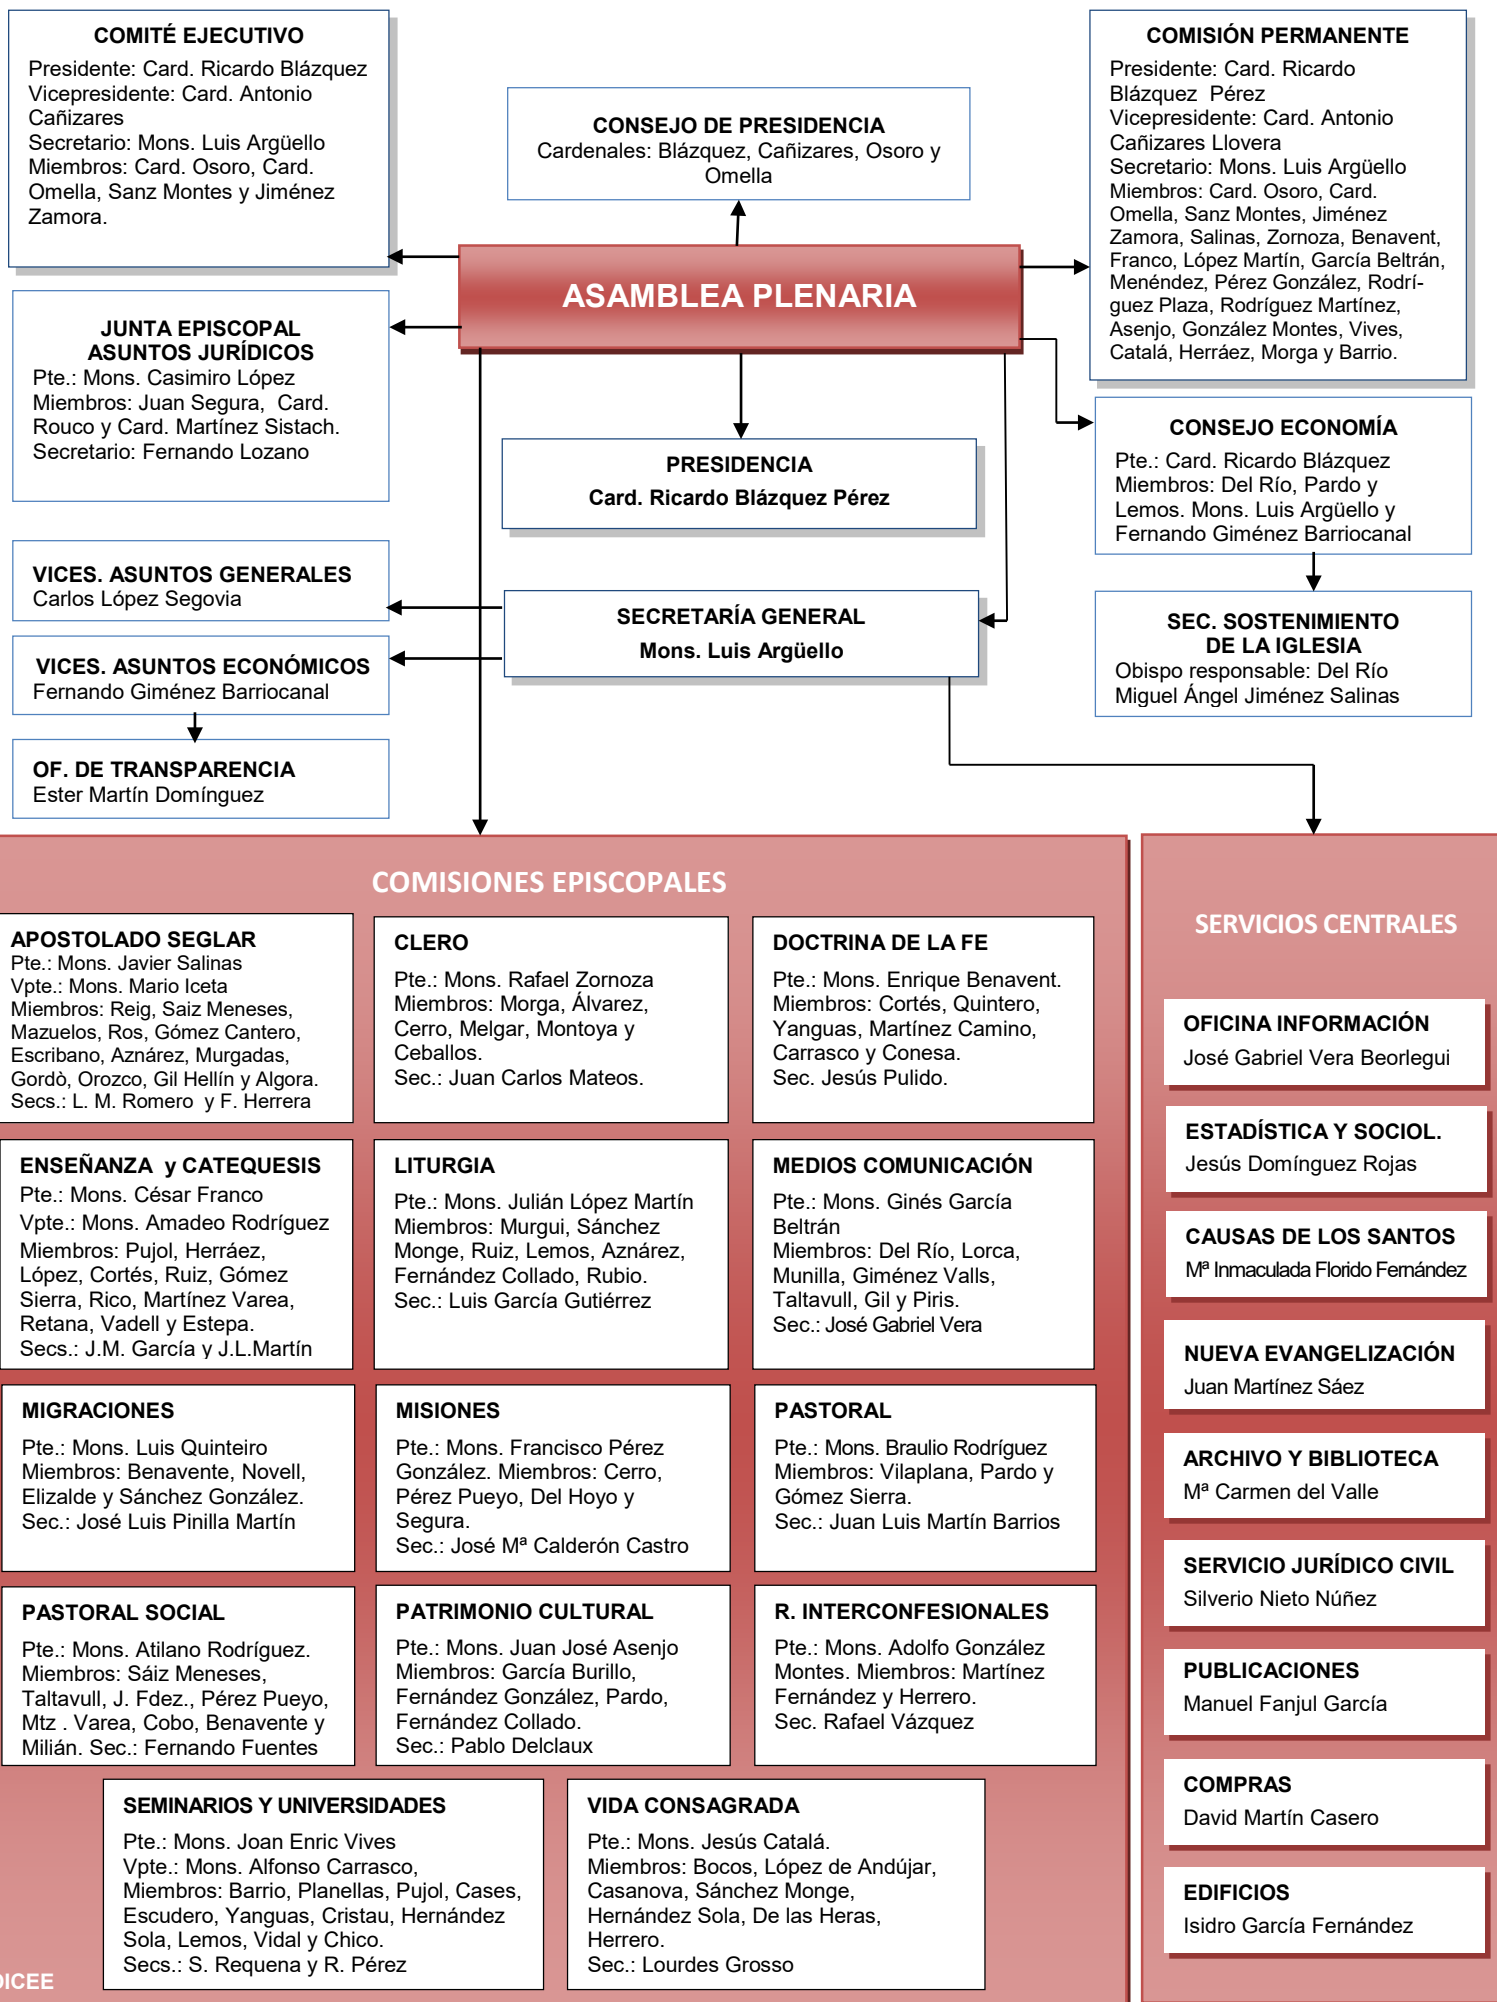 COMITÉ EJECUTIVO
Presidente: Card. Ricardo Blázquez
Vicepresidente: Card. Antonio
Cañizares
Secretario: Mons. Luis Argüello
Miembros: Card. Osoro, Card.
Omella, Sanz Montes y Jiménez
Zamora.
CONSEJO DE PRESIDENCIA
Cardenales: Blázquez, Cañizares, Osoro y
Omella
COMISIÓN PERMANENTE
Presidente: Card. Ricardo
Blázquez Pérez
Vicepresidente: Card. Antonio
Cañizares Llovera
Secretario: Mons. Luis Argüello
Miembros: Card. Osoro, Card.
Omella, Sanz Montes, Jiménez
Zamora, Salinas, Zornoza, Benavent,
Franco, López Martín, García Beltrán,
Menéndez, Pérez González, Rodrí-
guez Plaza, Rodríguez Martínez,
Asenjo, González Montes, Vives,
Catalá, Herráez, Morga y Barrio.
ASAMBLEA PLENARIA
JUNTA EPISCOPAL
ASUNTOS JURÍDICOS
Pte.: Mons. Casimiro López
Miembros: Juan Segura, Card.
Rouco y Card. Martínez Sistach.
Secretario: Fernando Lozano
PRESIDENCIA
Card. Ricardo Blázquez Pérez
CONSEJO ECONOMÍA
Pte.: Card. Ricardo Blázquez
Miembros: Del Río, Pardo y
Lemos. Mons. Luis Argüello y
Fernando Giménez Barriocanal
VICES. ASUNTOS GENERALES
Carlos López Segovia
SECRETARÍA GENERAL
Mons. Luis Argüello
SEC. SOSTENIMIENTO
DE LA IGLESIA
Obispo responsable: Del Río
Miguel Ángel Jiménez Salinas
VICES. ASUNTOS ECONÓMICOS
Fernando Giménez Barriocanal
OF. DE TRANSPARENCIA
Ester Martín Domínguez
COMISIONES EPISCOPALES
APOSTOLADO SEGLAR
Pte.: Mons. Javier Salinas
Vpte.: Mons. Mario Iceta
Miembros: Reig, Saiz Meneses,
Mazuelos, Ros, Gómez Cantero,
Escribano, Aznárez, Murgadas,
Gordò, Orozco, Gil Hellín y Algora.
Secs.: L. M. Romero y F. Herrera
CLERO
Pte.: Mons. Rafael Zornoza
Miembros: Morga, Álvarez,
Cerro, Melgar, Montoya y
Ceballos.
Sec.: Juan Carlos Mateos.
DOCTRINA DE LA FE
Pte.: Mons. Enrique Benavent.
Miembros: Cortés, Quintero,
Yanguas, Martínez Camino,
Carrasco y Conesa.
Sec. Jesús Pulido.
ENSEÑANZA y CATEQUESIS
Pte.: Mons. César Franco
Vpte.: Mons. Amadeo Rodríguez
Miembros: Pujol, Herráez,
López, Cortés, Ruiz, Gómez
Sierra, Rico, Martínez Varea,
Retana, Vadell y Estepa.
Secs.: J.M. García y J.L.Martín
LITURGIA
Pte.: Mons. Julián López Martín
Miembros: Murgui, Sánchez
Monge, Ruiz, Lemos, Aznárez,
Fernández Collado, Rubio.
Sec.: Luis García Gutiérrez
MEDIOS COMUNICACIÓN
Pte.: Mons. Ginés García
Beltrán
Miembros: Del Río, Lorca,
Munilla, Giménez Valls,
Taltavull, Gil y Piris.
Sec.: José Gabriel Vera
MIGRACIONES
Pte.: Mons. Luis Quinteiro
Miembros: Benavente, Novell,
Elizalde y Sánchez González.
Sec.: José Luis Pinilla Martín
MISIONES
Pte.: Mons. Francisco Pérez
González. Miembros: Cerro,
Pérez Pueyo, Del Hoyo y
Segura.
Sec.: José Mª Calderón Castro
PASTORAL
Pte.: Mons. Braulio Rodríguez
Miembros: Vilaplana, Pardo y
Gómez Sierra.
Sec.: Juan Luis Martín Barrios
PASTORAL SOCIAL
Pte.: Mons. Atilano Rodríguez.
Miembros: Sáiz Meneses,
Taltavull, J. Fdez., Pérez Pueyo,
Mtz . Varea, Cobo, Benavente y
Milián. Sec.: Fernando Fuentes
PATRIMONIO CULTURAL
Pte.: Mons. Juan José Asenjo
Miembros: García Burillo,
Fernández González, Pardo,
Fernández Collado.
Sec.: Pablo Delclaux
R. INTERCONFESIONALES
Pte.: Mons. Adolfo González
Montes. Miembros: Martínez
Fernández y Herrero.
Sec. Rafael Vázquez
SEMINARIOS Y UNIVERSIDADES
Pte.: Mons. Joan Enric Vives
Vpte.: Mons. Alfonso Carrasco,
Miembros: Barrio, Planellas, Pujol, Cases,
Escudero, Yanguas, Cristau, Hernández
Sola, Lemos, Vidal y Chico.
Secs.: S. Requena y R. Pérez
VIDA CONSAGRADA
Pte.: Mons. Jesús Catalá.
Miembros: Bocos, López de Andújar,
Casanova, Sánchez Monge,
Hernández Sola, De las Heras,
Herrero.
Sec.: Lourdes Grosso
SERVICIOS CENTRALES
OFICINA INFORMACIÓN
José Gabriel Vera Beorlegui
ESTADÍSTICA Y SOCIOL.
Jesús Domínguez Rojas
CAUSAS DE LOS SANTOS
Mª Inmaculada Florido Fernández
NUEVA EVANGELIZACIÓN
Juan Martínez Sáez
ARCHIVO Y BIBLIOTECA
Mª Carmen del Valle
SERVICIO JURÍDICO CIVIL
Silverio Nieto Núñez
PUBLICACIONES
Manuel Fanjul García
COMPRAS
David Martín Casero
EDIFICIOS
Isidro García Fernández